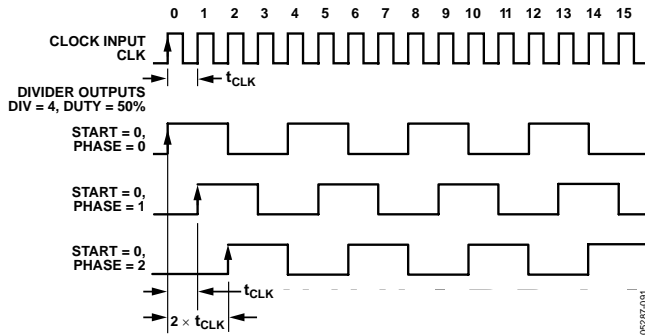 0 1 2 3 4 5 6 7 8 9 10 11 12 13 14 15
CLOCK INPUT
CLK
tCLK
DIVIDER OUTPUTS
DIV = 4, DUTY = 50%
START = 0,
PHASE = 0
START = 0,
PHASE = 1
START = 0,
PHASE = 2
tCLK
2 × tCLK
05287-091